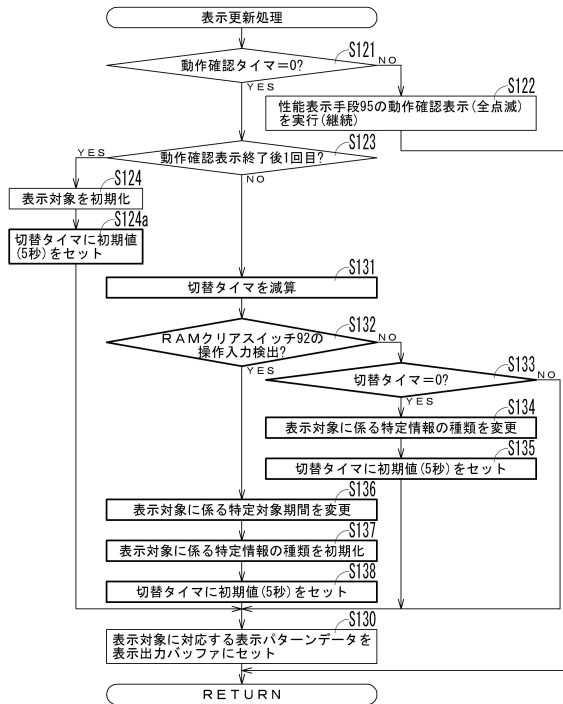 表示更新処理
S121
動作確認タイマ=0?
NO
YES
S122
性能表示手段95の動作確認表示(全点滅)
を実行(継続)
S123
動作確認表示終了後1回目?
YES
NO
S124
表示対象を初期化
S124a
切替タイマに初期値
(5秒)をセット
S131
切替タイマを減算
S132
RAMクリアスイッチ92の
操作入力検出?
NO
YES
S133
切替タイマ=0?
NO
YES
S134
表示対象に係る特定情報の種類を変更
S135
切替タイマに初期値(5秒)をセット
S136
表示対象に係る特定対象期間を変更
S137
表示対象に係る特定情報の種類を初期化
S138
切替タイマに初期値(5秒)をセット
S130
表示対象に対応する表示パターンデータを
表示出力バッファにセット
RETURN